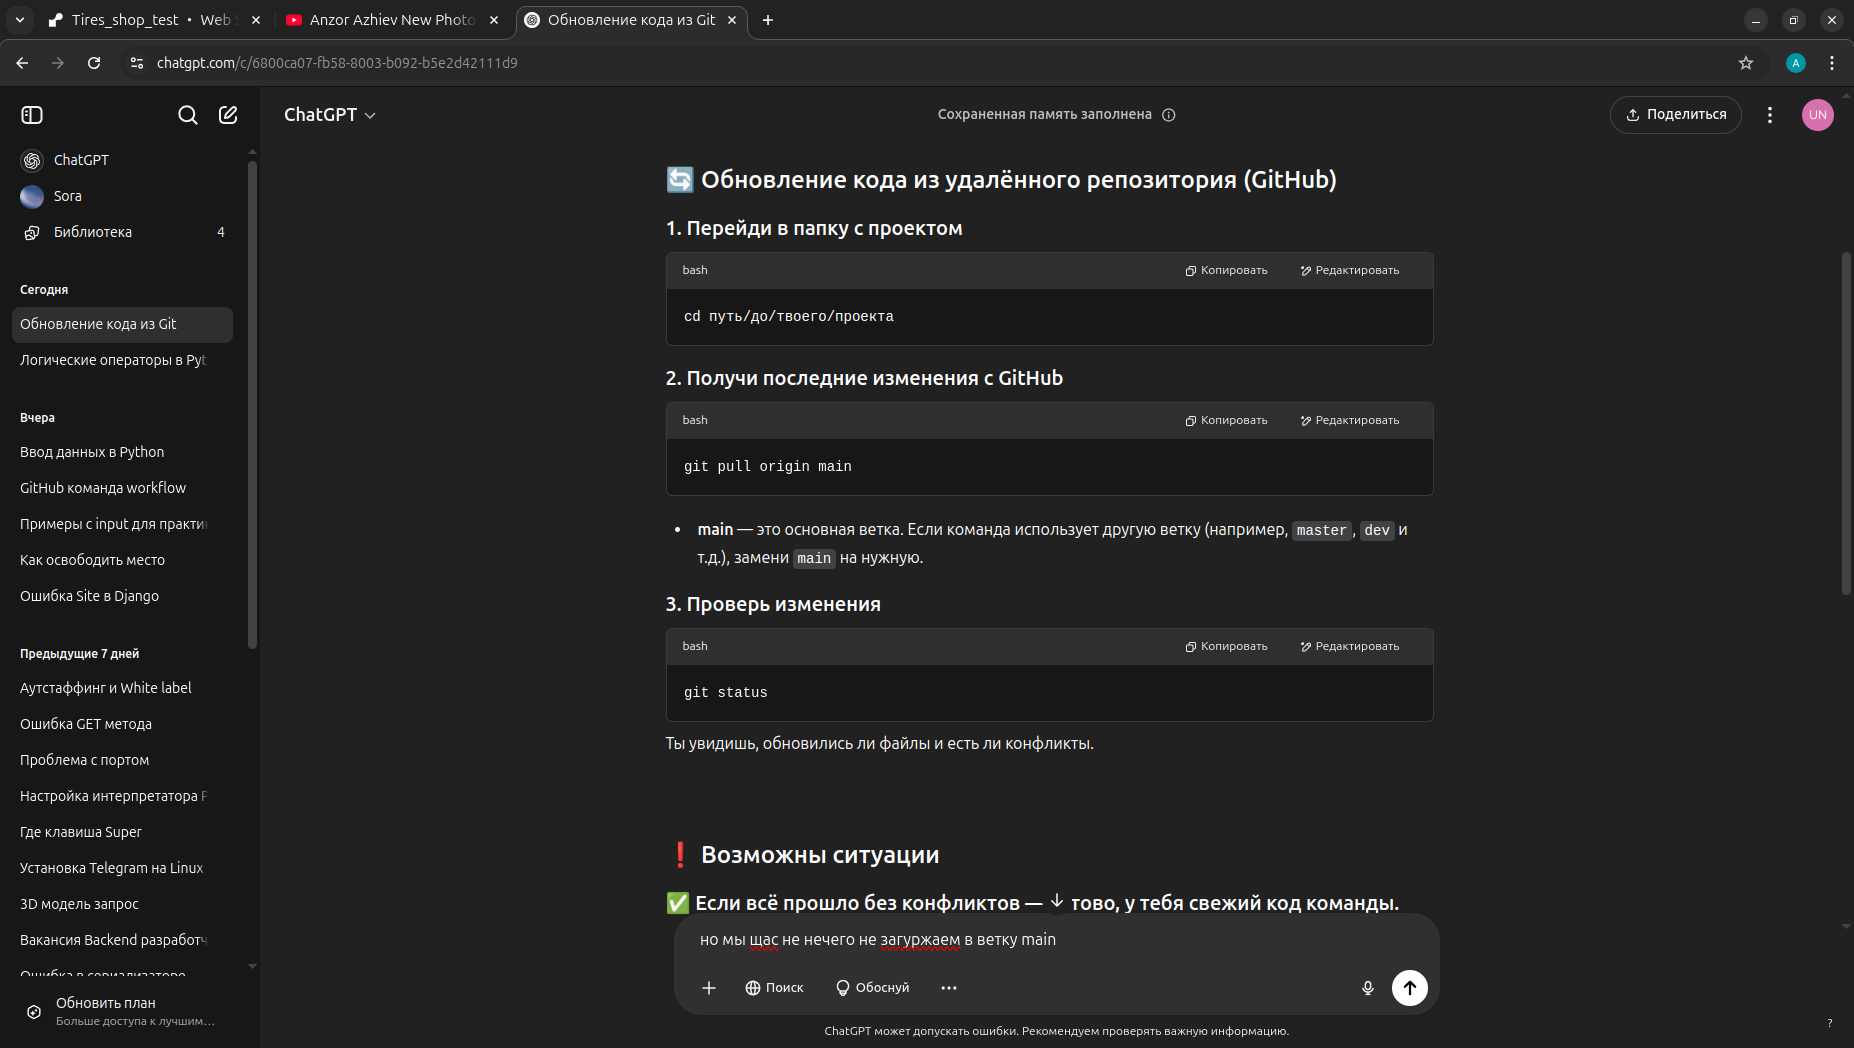 Tires_shop_test • Web S
Anzor Azhiev New Photo
Обновление кода из Git
chatgpt.com/c/6800ca07-fb58-8003-b092-b5e2d42111d9
A
ChatGPT
Сохраненная память заполнена
Поделиться
UN
ChatGPT
Sora
Библиотека 4
Сегодня
Обновление кода из Git
Логические операторы в Pyt
Вчера
Ввод данных в Python
GitHub команда workflow
Примеры с input для практи
Как освободить место
Ошибка Site в Django
Предыдущие 7 дней
Аутстаффинг и White label
Ошибка GET метода
Проблема с портом
Настройка интерпретатора P
Где клавиша Super
Установка Telegram на Linux
3D модель запрос
Вакансия Backend разработч
Ошибка в сериализаторе
Обновить план
Больше доступа к лучшим...
Обновление кода из удалённого репозитория (GitHub)
1. Перейди в папку с проектом
bash Копировать Редактировать
cd путь/до/твоего/проекта
2. Получи последние изменения с GitHub
bash Копировать Редактировать
git pull origin main
• main — это основная ветка. Если команда использует другую ветку (например, master, dev и
т.д.), замени main на нужную.
3. Проверь изменения
bash Копировать Редактировать
git status
Ты увидишь, обновились ли файлы и есть ли конфликты.
❗ Возможны ситуации
✅ Если всё прошло без конфликтов — тово, у тебя свежий код команды.
но мы щас не нечего не загуржаем в ветку main
Поиск
Обоснуй
ChatGPT может допускать ошибки. Рекомендуем проверять важную информацию.
?